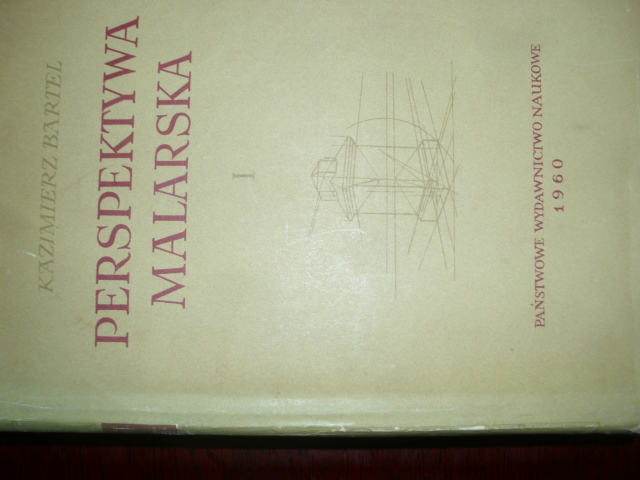 KAZIMIERZ BARTEL
PERSPEKTYWA
MALARSKA
I
PAŃSTWOWE WYDAWNICTWO NAUKOWE
1960